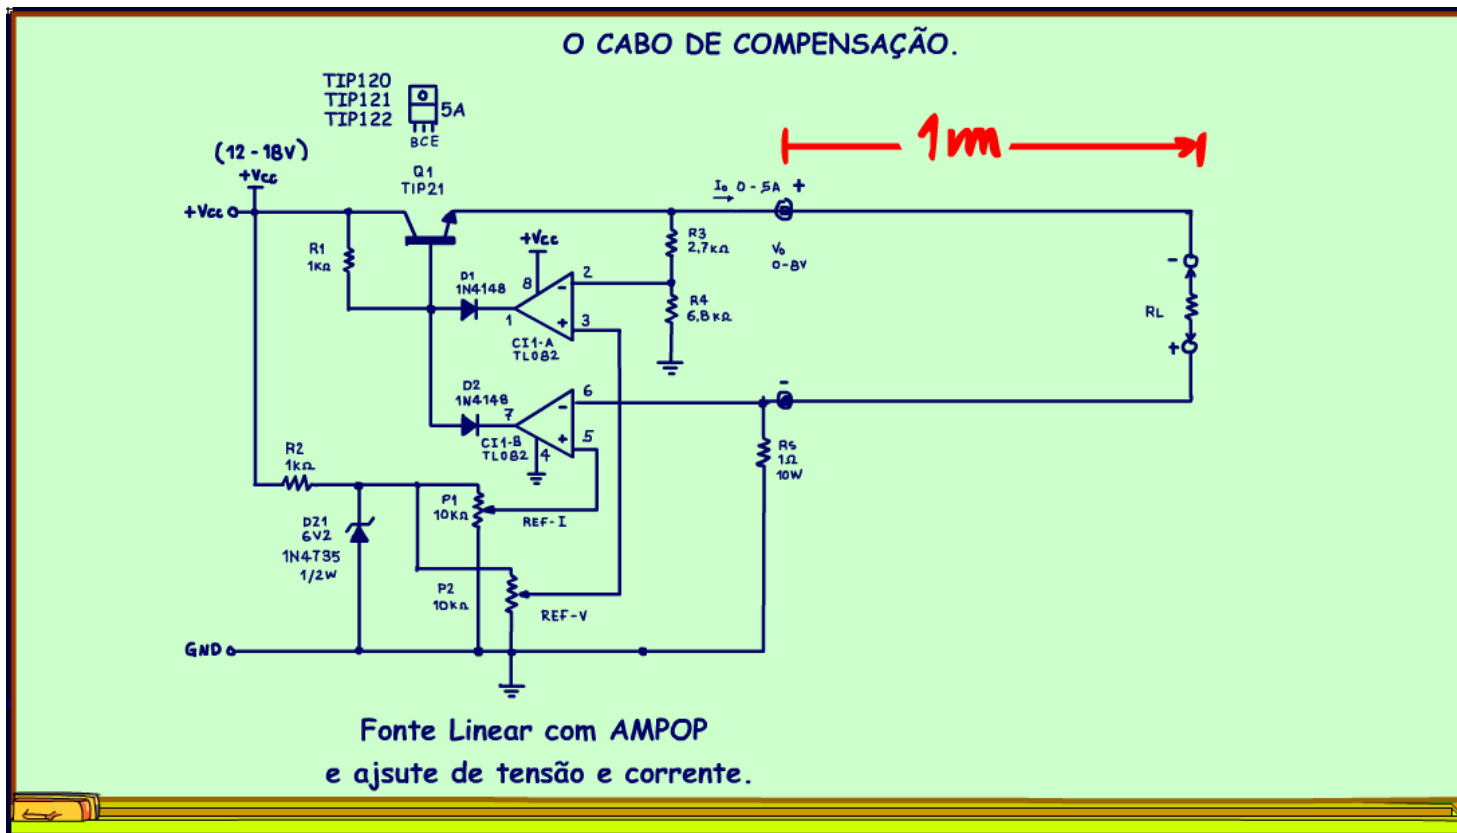 O CABO DE COMPENSAÇÃO.
TIP120
TIP121
TIP122
5A
BCE
1m
(12-18V)
+Vcc
+Vcc
Q1
TIP21
I₀ 0-5A +
R1
1KΩ
+Vcc
R3
2,7KΩ
V₀
0-8V
D1
1N4148
8
2
-
-
R4
6,8KΩ
RL
1
+
3
CI1-A
TL082
+
D2
1N4148
-
7
6
-
CI1-B
TL082
4
+
5
Rs
1Ω
10W
R2
1KΩ
P1
10KΩ
REF-I
DZ1
6V2
1N4735
1/2W
P2
10KΩ
REF-V
GND
Fonte Linear com AMPOP
e ajsute de tensão e corrente.